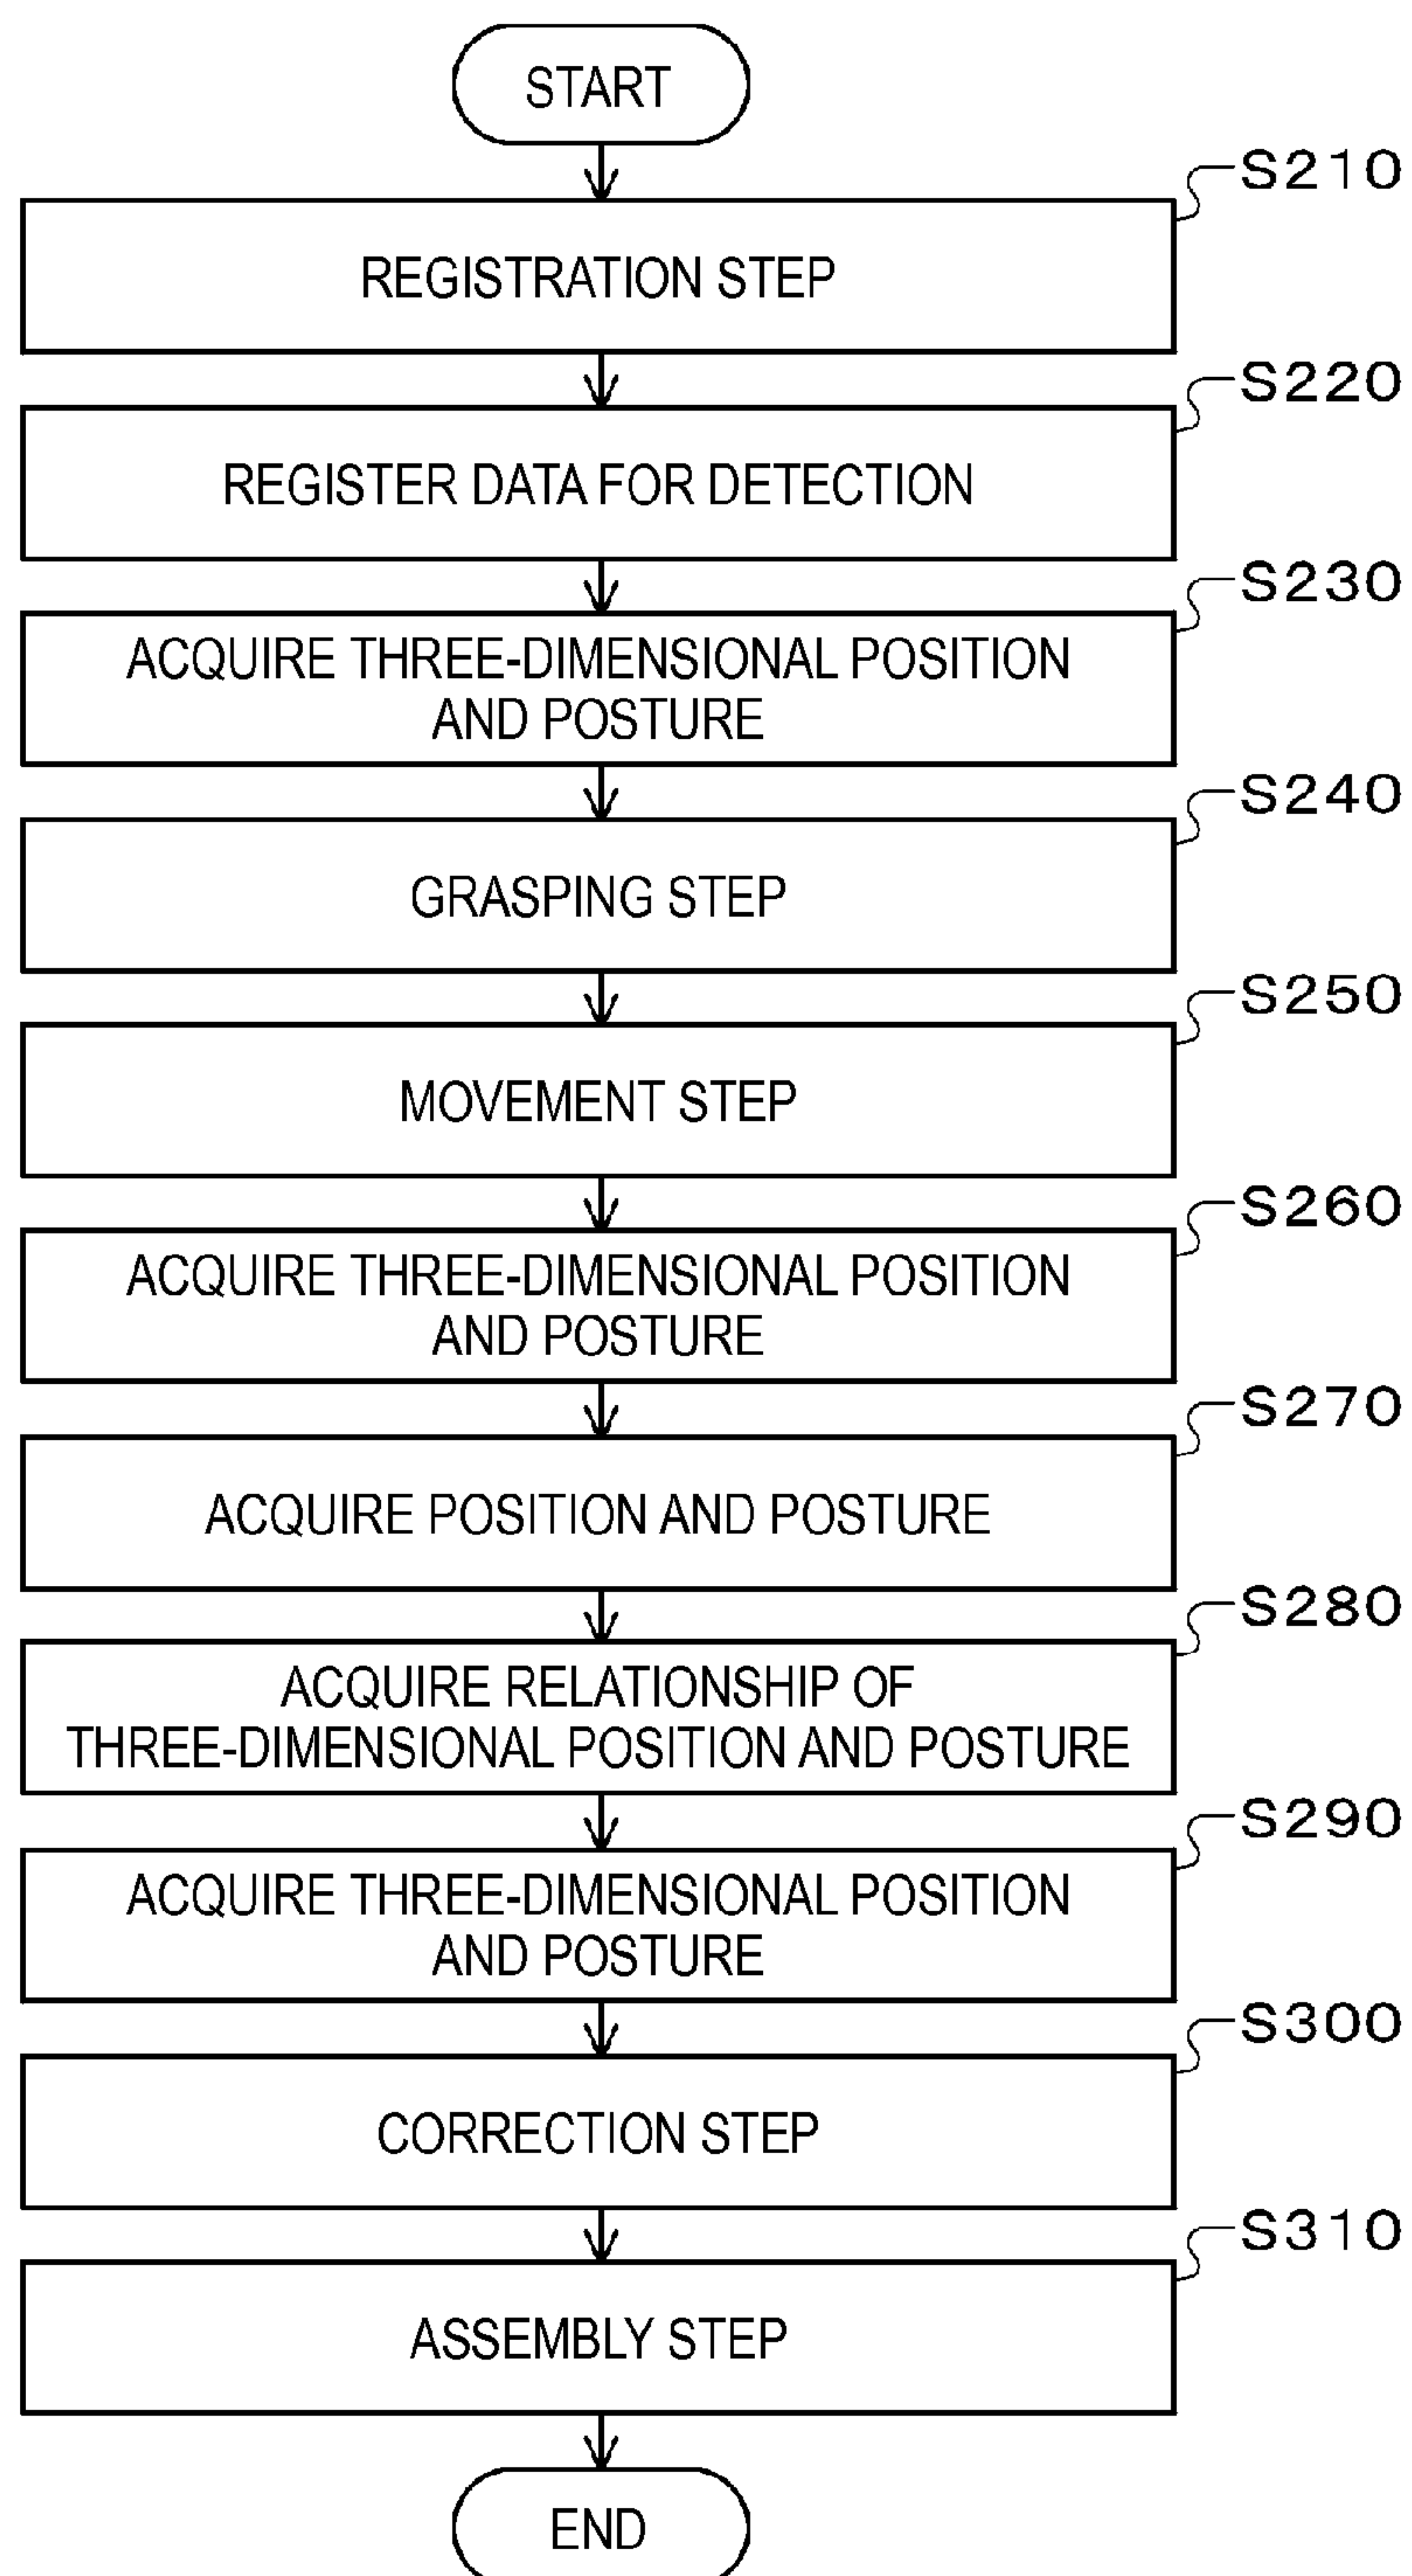 START
S210
REGISTRATION STEP
S220
REGISTER DATA FOR DETECTION
S230
ACQUIRE THREE-DIMENSIONAL POSITION
AND POSTURE
S240
GRASPING STEP
S250
MOVEMENT STEP
S260
ACQUIRE THREE-DIMENSIONAL POSITION
AND POSTURE
S270
ACQUIRE POSITION AND POSTURE
S280
ACQUIRE RELATIONSHIP OF
THREE-DIMENSIONAL POSITION AND POSTURE
S290
ACQUIRE THREE-DIMENSIONAL POSITION
AND POSTURE
S300
CORRECTION STEP
S310
ASSEMBLY STEP
END